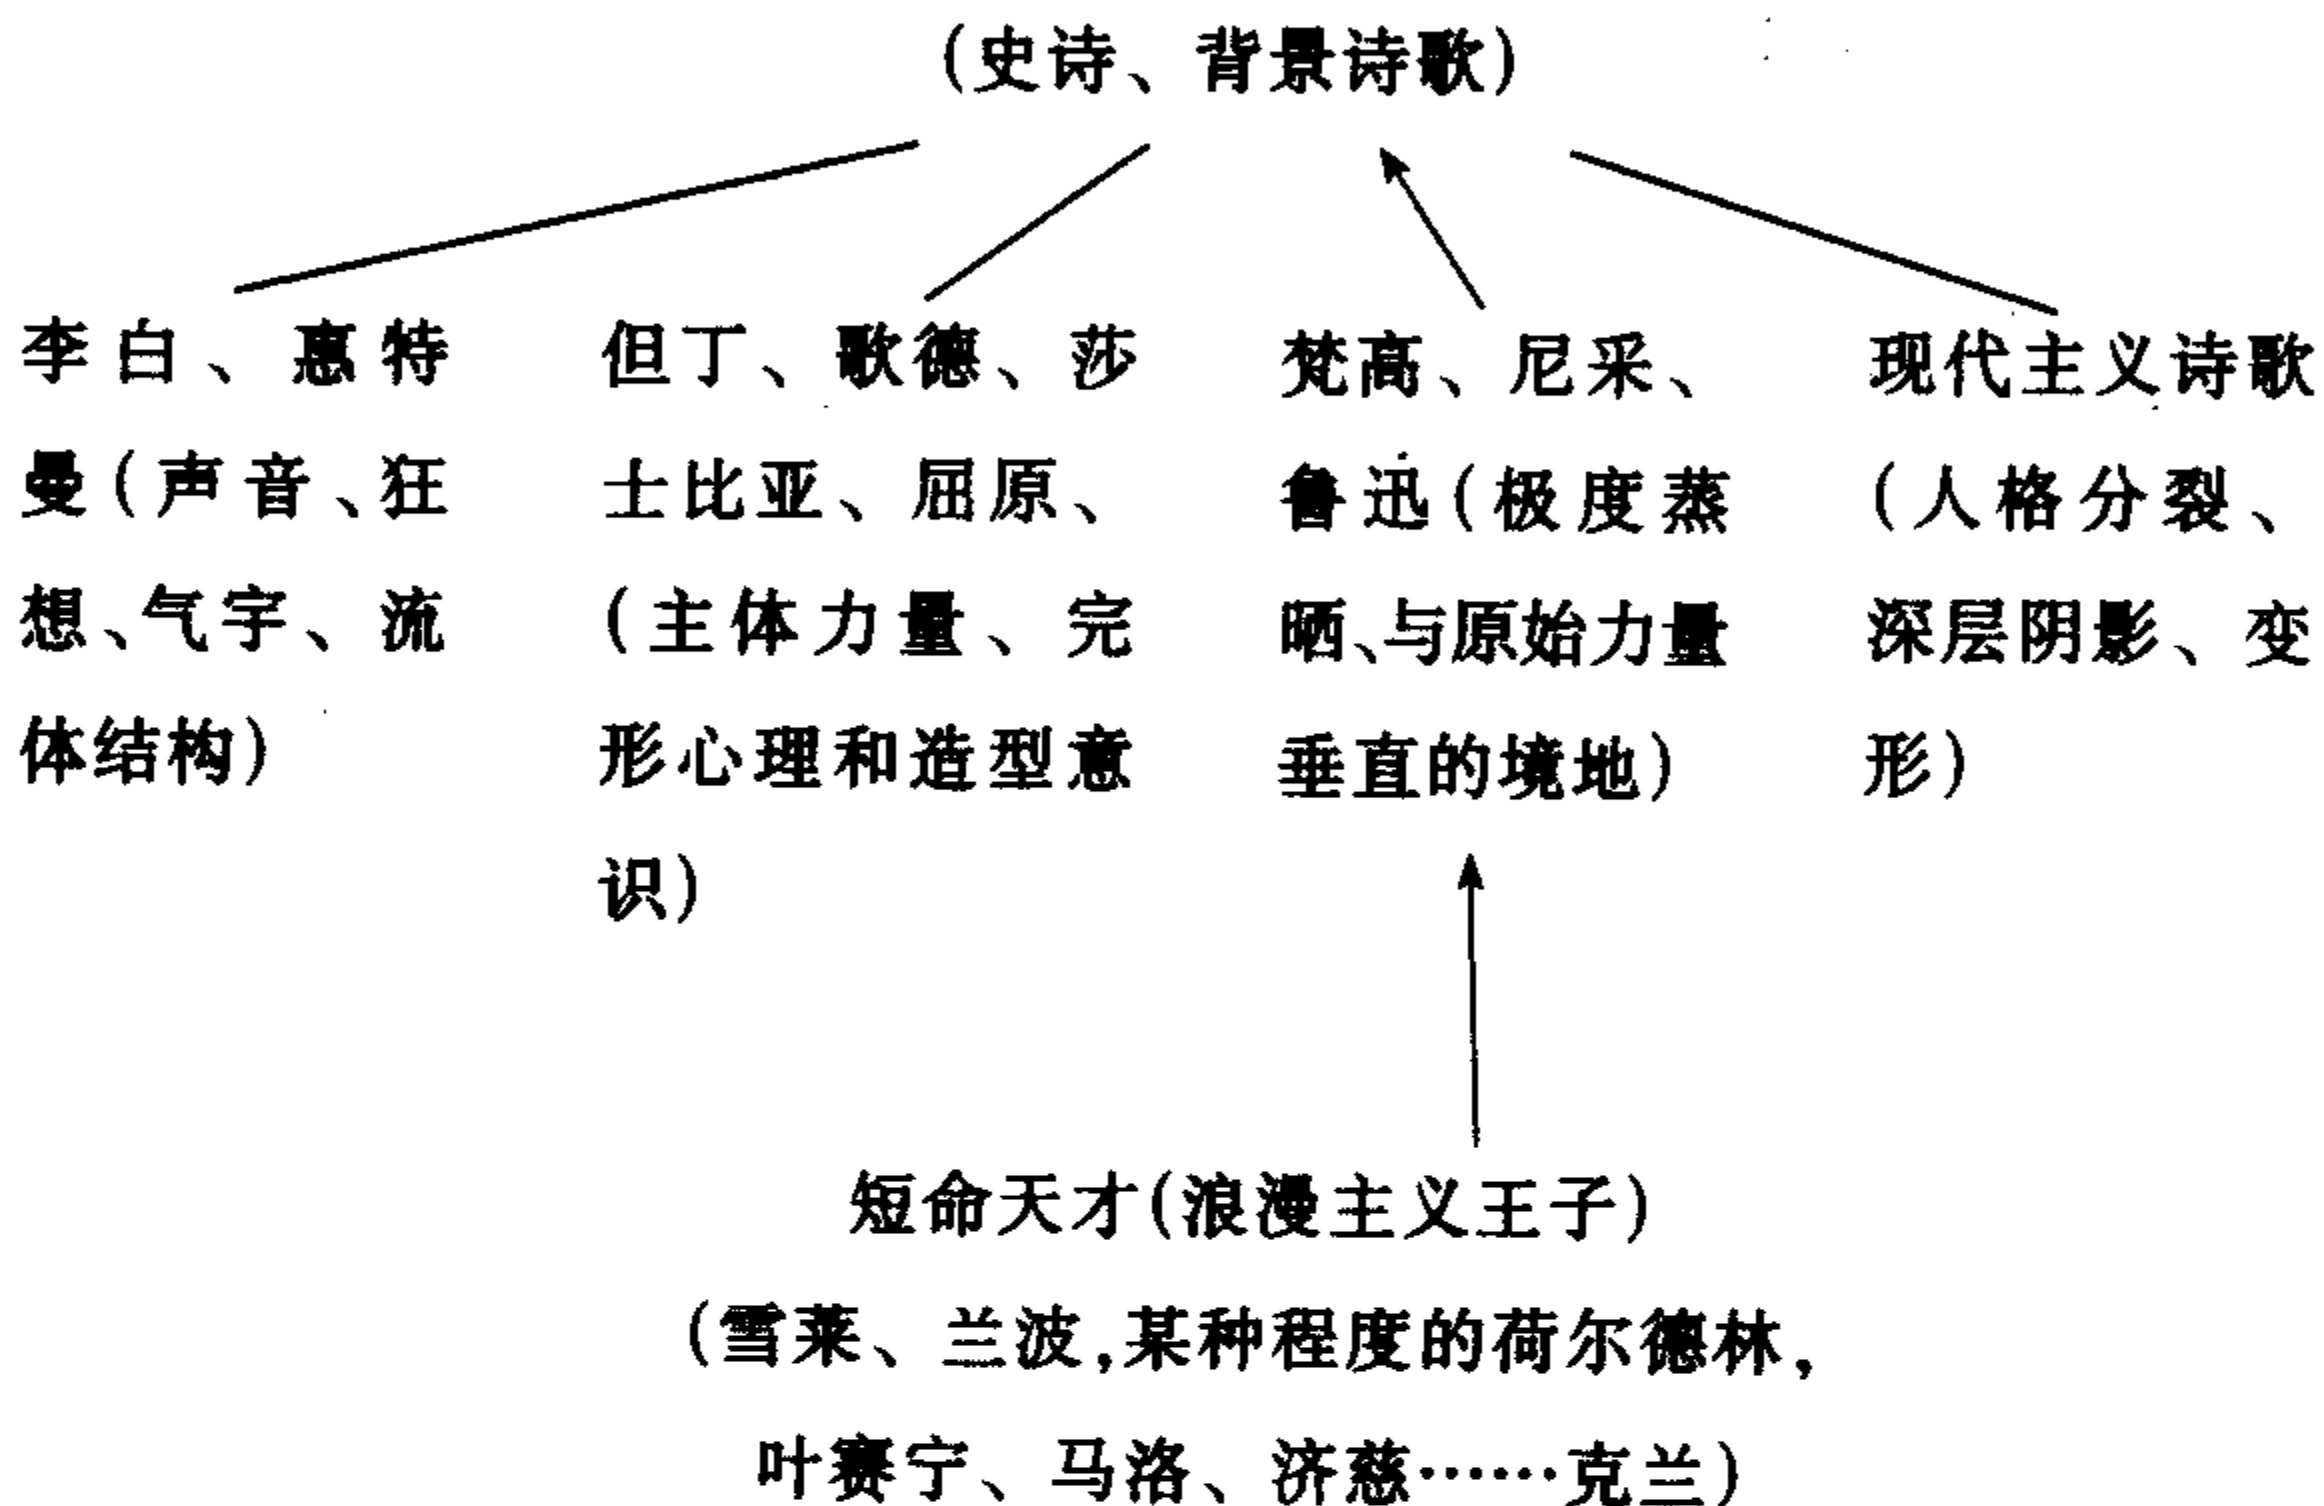 (史诗、背景诗歌)
李白、惠特
曼(声音、狂
想、气宇、流
体结构)
但丁、歌德、莎
士比亚、屈原、
(主体力量、完
形心理和造型意
识)
梵高、尼采、
鲁迅(极度蒸
晒、与原始力量
垂直的境地)
现代主义诗歌
(人格分裂、
深层阴影、变
形)
短命天才(浪漫主义王子)
(雪莱、兰波,某种程度的荷尔德林,
叶赛宁、马洛、济慈……克兰)